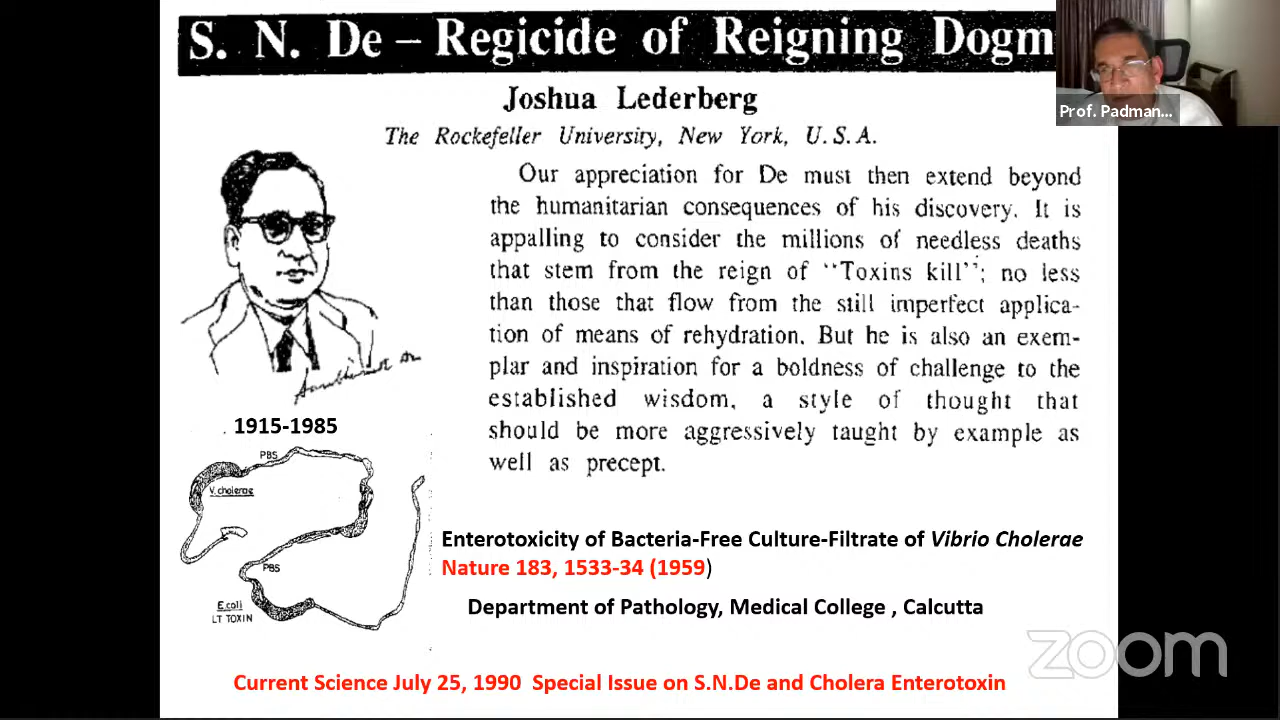 S. N. De – Regicide of Reigning Dogm
Joshua Lederberg
The Rockefeller University, New York, U.S.A.
Our appreciation for De must then extend beyond
the humanitarian consequences of his discovery. It is
appalling to consider the millions of needless deaths
that stem from the reign of “Toxins kill”; no less
than those that flow from the still imperfect applica-
tion of means of rehydration. But he is also an exem-
plar and inspiration for a boldness of challenge to the
established wisdom, a style of thought that
should be more aggressively taught by example as
well as precept.
1915-1985
PBS
V. cholerae
PBS
E.coli
LT TOXIN
Enterotoxicity of Bacteria-Free Culture-Filtrate of Vibrio Cholerae
Nature 183, 1533-34 (1959)
Department of Pathology, Medical College , Calcutta
Current Science July 25, 1990 Special Issue on S.N.De and Cholera Enterotoxin
Prof. Padman...
zoom